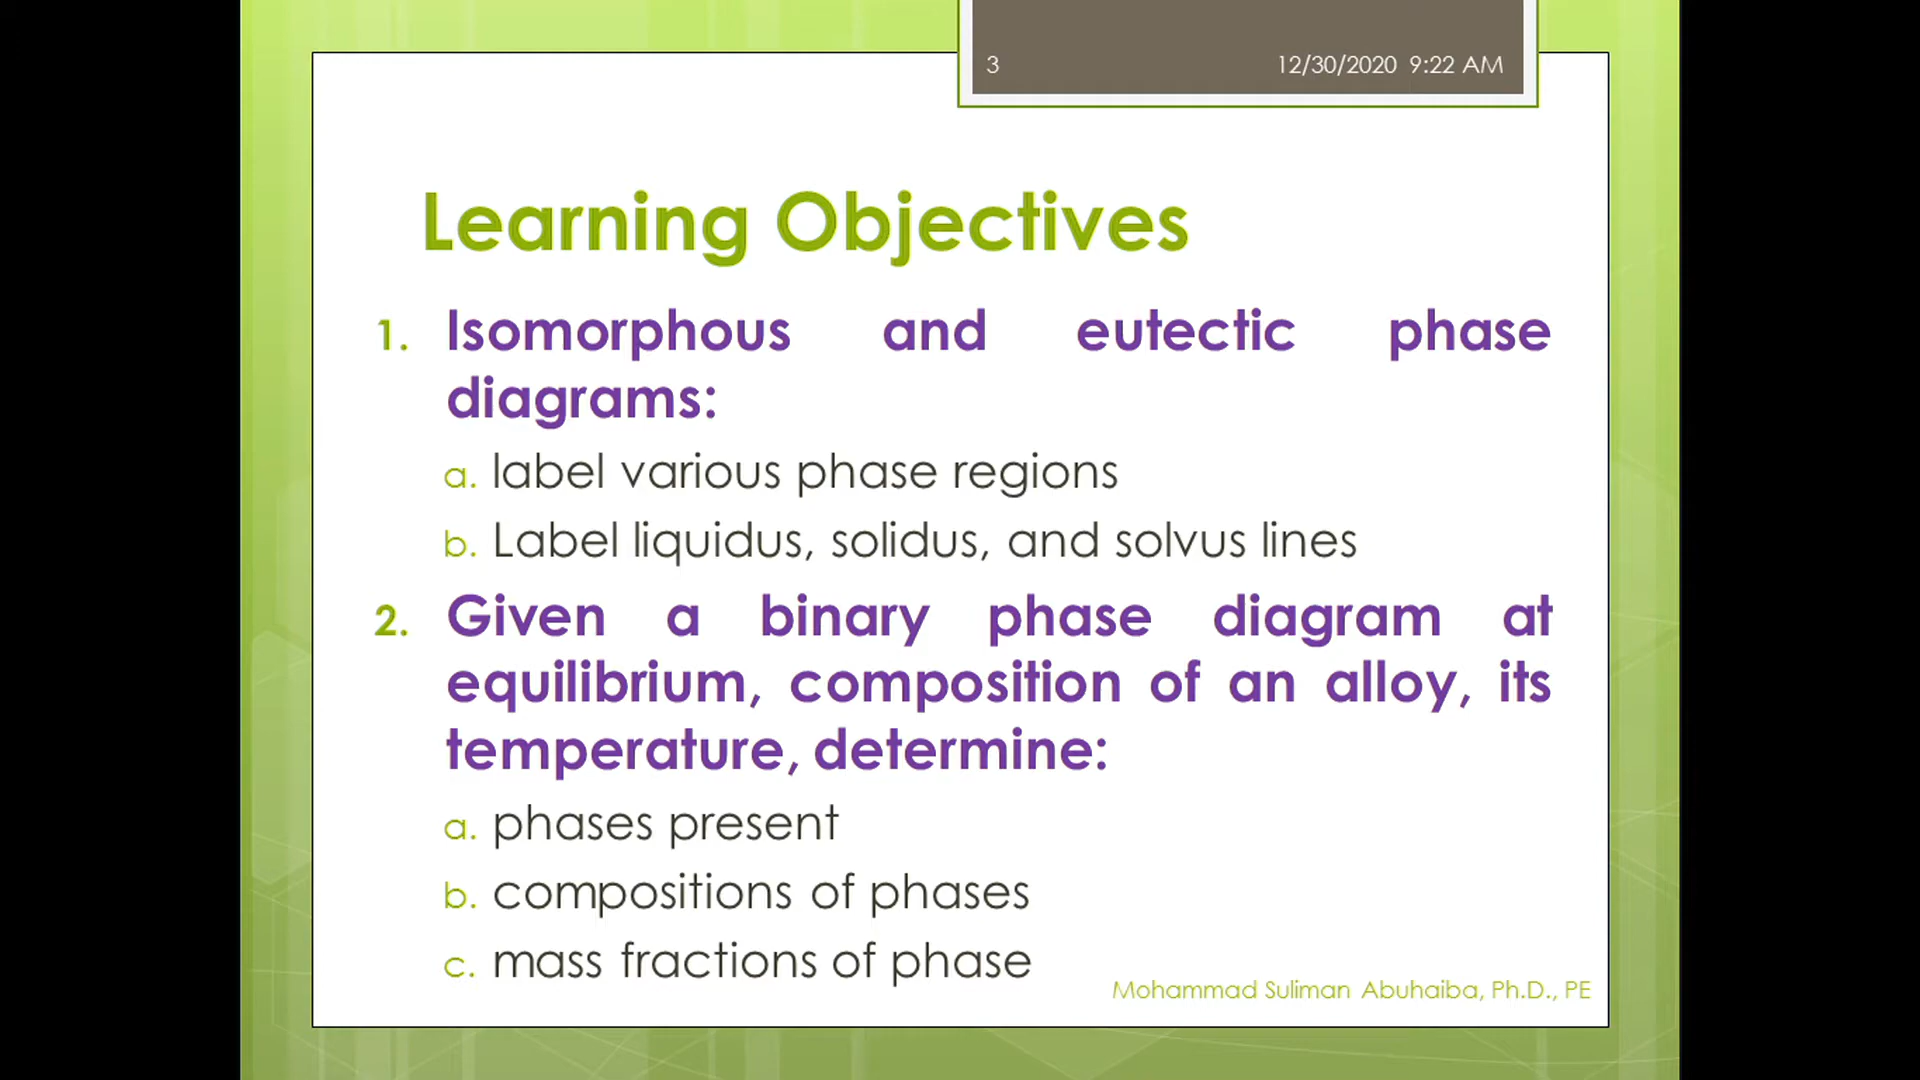 3 12/30/2020 9:22 AM
Learning Objectives
1. Isomorphous and eutectic phase
diagrams:
a. label various phase regions
b. Label liquidus, solidus, and solvus lines
2. Given a binary phase diagram at
equilibrium, composition of an alloy, its
temperature, determine:
a. phases present
b. compositions of phases
c. mass fractions of phase
Mohammad Suliman Abuhaiba, Ph.D., PE